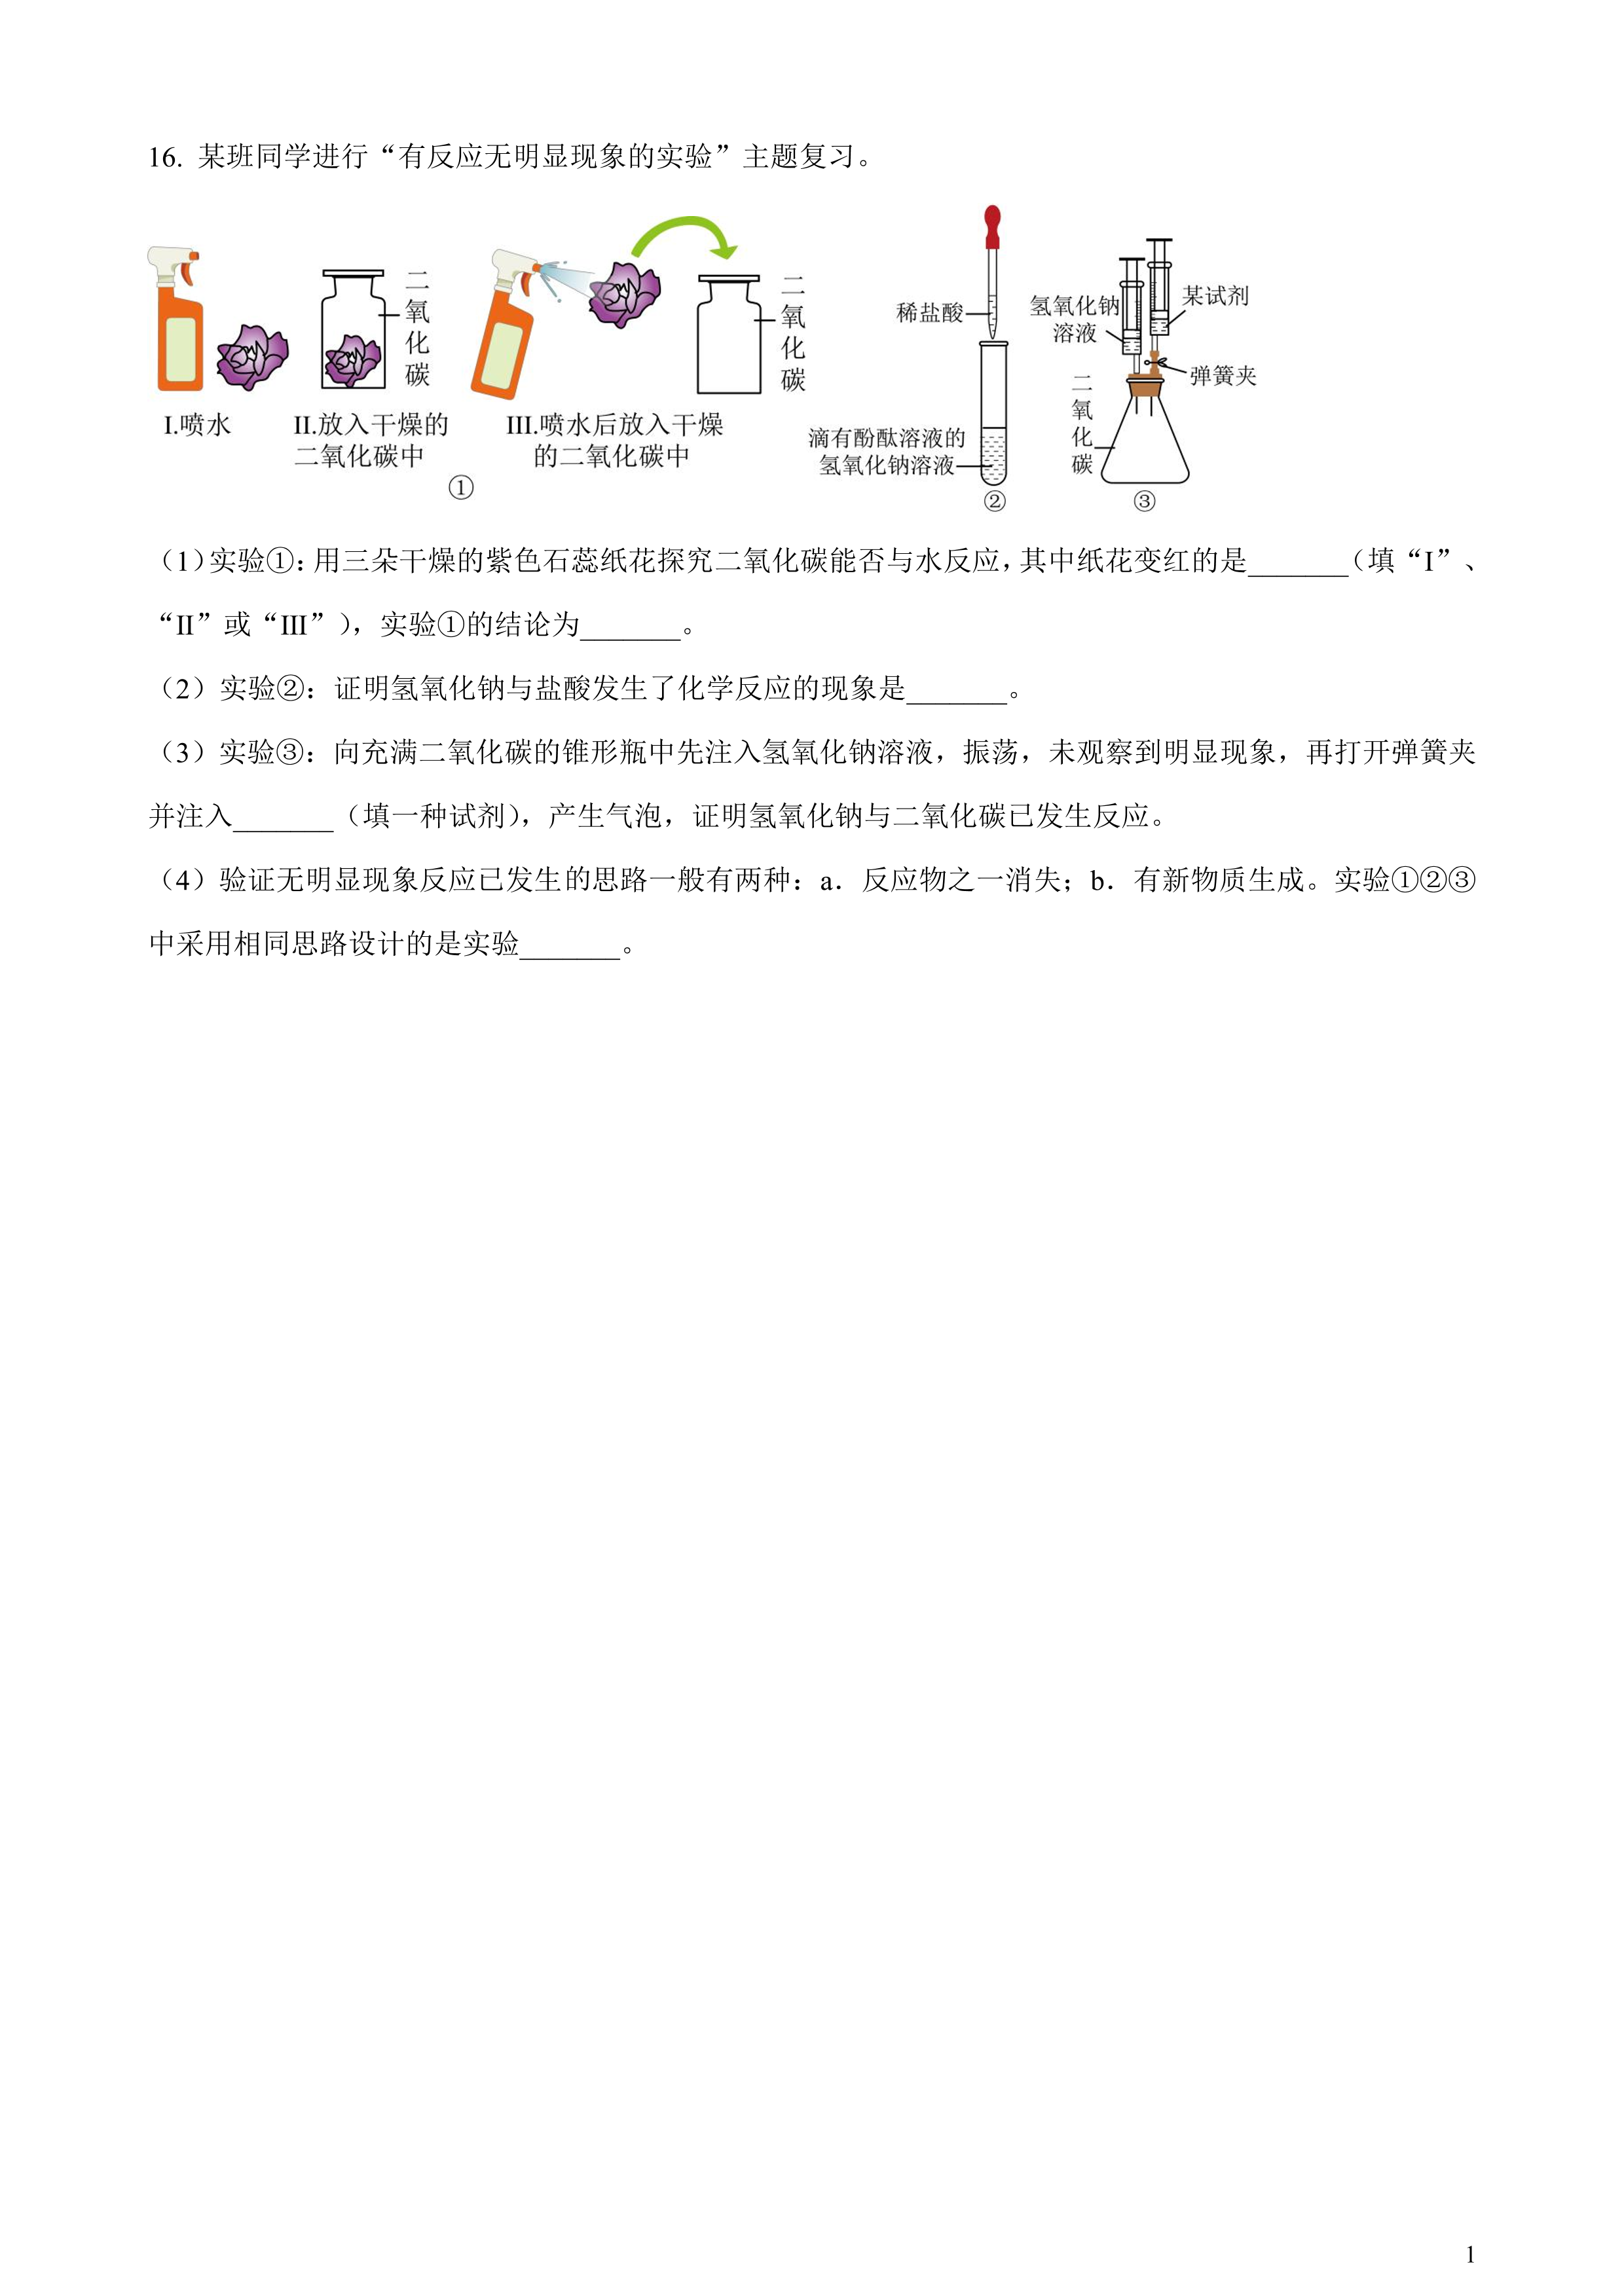 16. 某班同学进行“有反应无明显现象的实验”主题复习。
二氧化碳
二氧化碳
I.喷水
II.放入干燥的
二氧化碳中
III.喷水后放入干燥
的二氧化碳中
①
稀盐酸
滴有酚酞溶液的
氢氧化钠溶液
②
氢氧化钠
溶液
某试剂
弹簧夹
二氧化碳
③
（1）实验①：用三朵干燥的紫色石蕊纸花探究二氧化碳能否与水反应，其中纸花变红的是_______（填“I”、
“II”或“III”），实验①的结论为_______。
（2）实验②：证明氢氧化钠与盐酸发生了化学反应的现象是_______。
（3）实验③：向充满二氧化碳的锥形瓶中先注入氢氧化钠溶液，振荡，未观察到明显现象，再打开弹簧夹
并注入_______（填一种试剂），产生气泡，证明氢氧化钠与二氧化碳已发生反应。
（4）验证无明显现象反应已发生的思路一般有两种：a．反应物之一消失；b．有新物质生成。实验①②③
中采用相同思路设计的是实验_______。
1